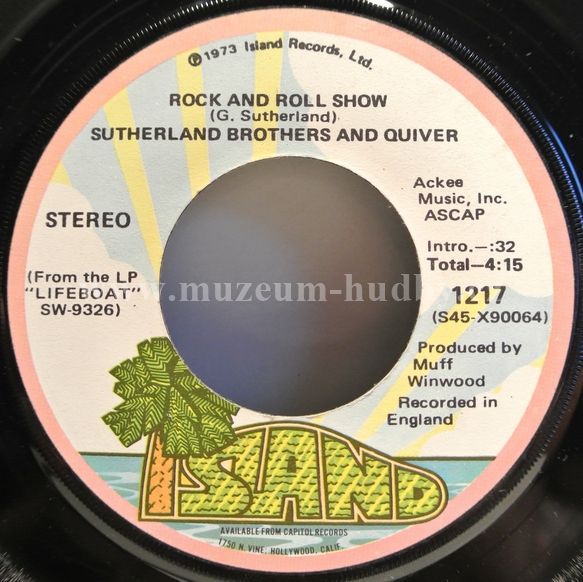 ℗1973 Island Records, Ltd.
ROCK AND ROLL SHOW
(G. Sutherland)
SUTHERLAND BROTHERS AND QUIVER
STEREO
(From the LP
"LIFEBOAT"
SW-9326)
Ackee
Music, Inc.
ASCAP
Intro.—:32
Total—4:15
1217
(S45-X90064)
Produced by
Muff
Winwood
Recorded in
England
www.muzeum-hudb
ISLAND
AVAILABLE FROM CAPITOL RECORDS
1750 N. VINE, HOLLYWOOD, CALIF.